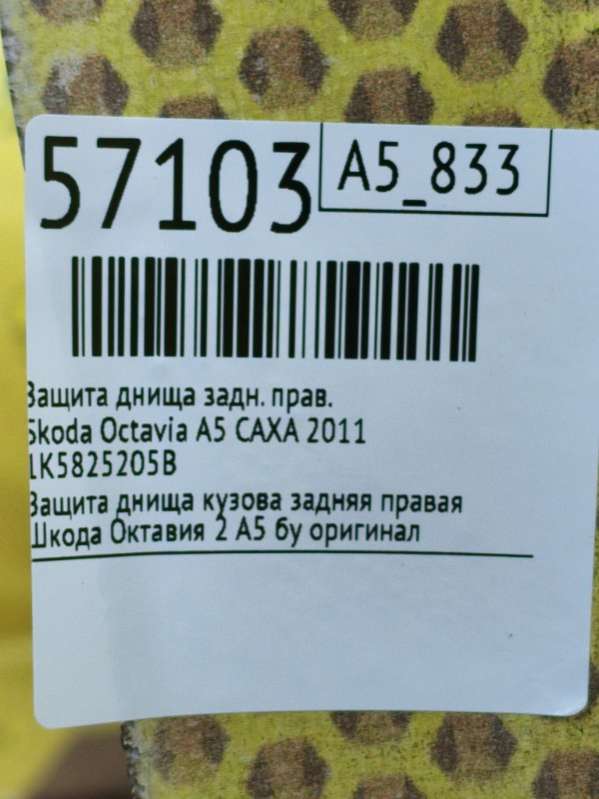 57103
A5_833
Защита днища задн. прав.
Skoda Octavia A5 CAXA 2011
1K5825205B
Защита днища кузова задняя правая
Шкода Октавия 2 А5 бу оригинал